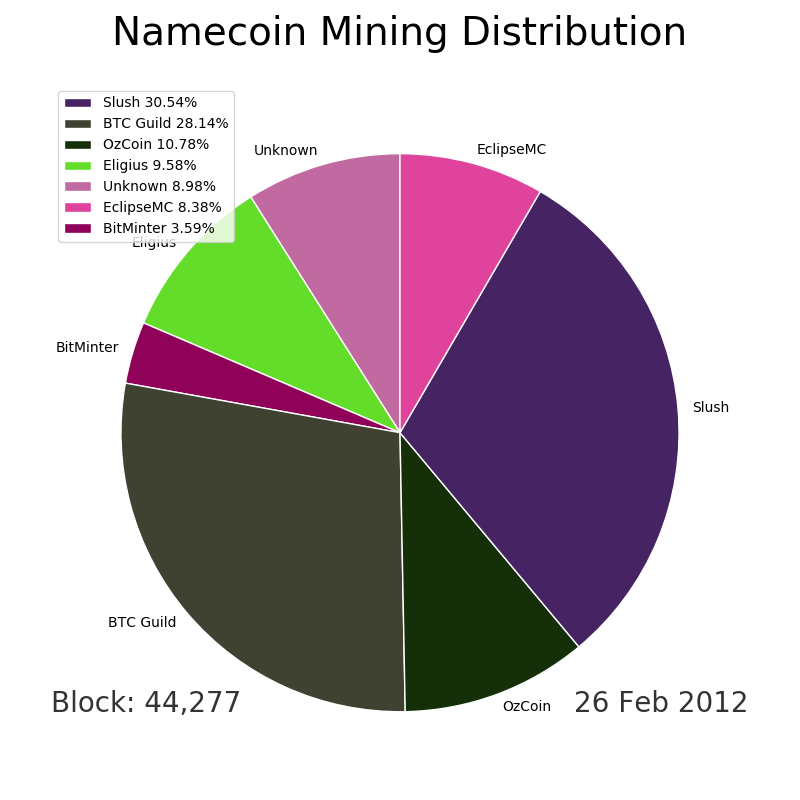 Namecoin Mining Distribution
Slush 30.54%
BTC Guild 28.14%
OzCoin 10.78%
Eligius 9.58%
Unknown 8.98%
EclipseMC 8.38%
BitMinter 3.59%
Unknown
EclipseMC
Eligius
BitMinter
Slush
BTC Guild
OzCoin
Block: 44,277
26 Feb 2012